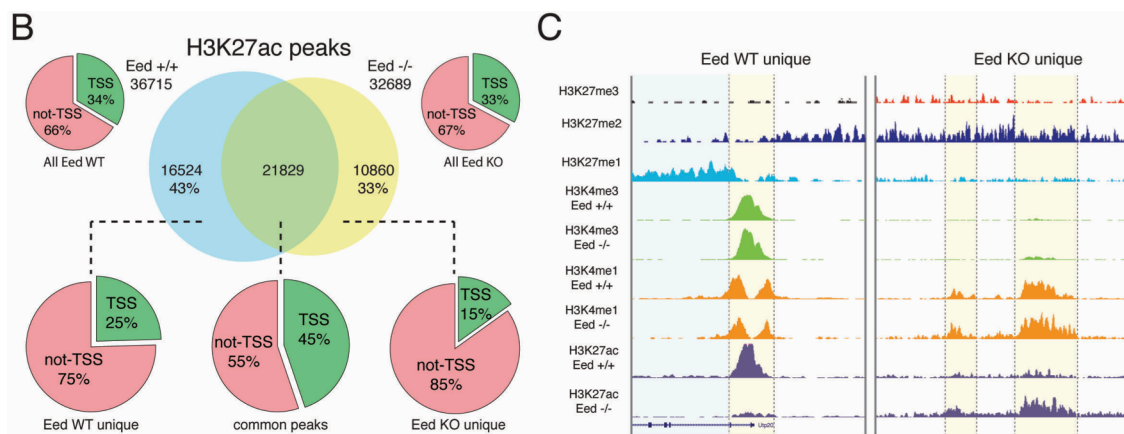 B
H3K27ac peaks
Eed +/+
36715
Eed -/-
32689
TSS
34%
not-TSS
66%
All Eed WT
TSS
33%
not-TSS
67%
All Eed KO
16524
43%
21829
10860
33%
TSS
25%
not-TSS
75%
Eed WT unique
TSS
45%
not-TSS
55%
common peaks
TSS
15%
not-TSS
85%
Eed KO unique
C
Eed WT unique
Eed KO unique
H3K27me3
H3K27me2
H3K27me1
H3K4me3
Eed +/+
H3K4me3
Eed -/-
H3K4me1
Eed +/+
H3K4me1
Eed -/-
H3K27ac
Eed +/+
H3K27ac
Eed -/-
Utp20